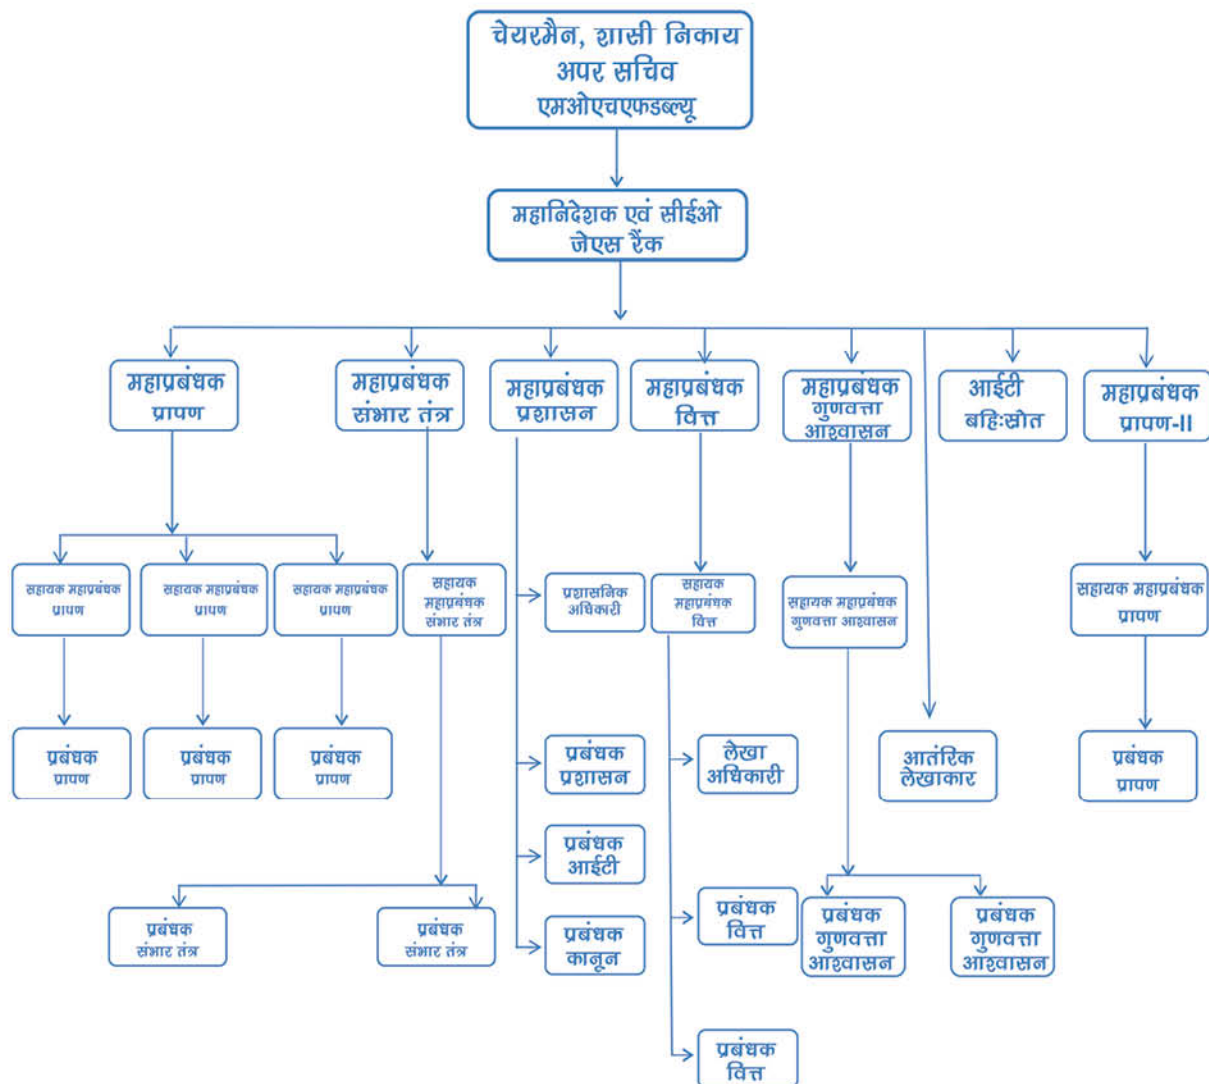 चेयरमैन, शासी निकाय
अपर सचिव
एमओएचएफडब्ल्यू
महानिदेशक एवं सीईओ
जेएस रैंक
महाप्रबंधक
प्रापण
महाप्रबंधक
संभार तंत्र
महाप्रबंधक
प्रशासन
महाप्रबंधक
वित्त
महाप्रबंधक
गुणवत्ता
आश्वासन
आईटी
बहिःस्रोत
महाप्रबंधक
प्रापण-II
सहायक महाप्रबंधक
प्रापण
सहायक महाप्रबंधक
प्रापण
सहायक महाप्रबंधक
प्रापण
सहायक
महाप्रबंधक
संभार तंत्र
प्रशासनिक
अधिकारी
सहायक
महाप्रबंधक
वित्त
सहायक महाप्रबंधक
गुणवत्ता आश्वासन
सहायक महाप्रबंधक
प्रापण
प्रबंधक
प्रापण
प्रबंधक
प्रापण
प्रबंधक
प्रापण
प्रबंधक
प्रशासन
लेखा
अधिकारी
आतंरिक
लेखाकार
प्रबंधक
प्रापण
प्रबंधक
आईटी
प्रबंधक
संभार तंत्र
प्रबंधक
संभार तंत्र
प्रबंधक
कानून
प्रबंधक
वित्त
प्रबंधक
गुणवत्ता
आश्वासन
प्रबंधक
गुणवत्ता
आश्वासन
प्रबंधक
वित्त